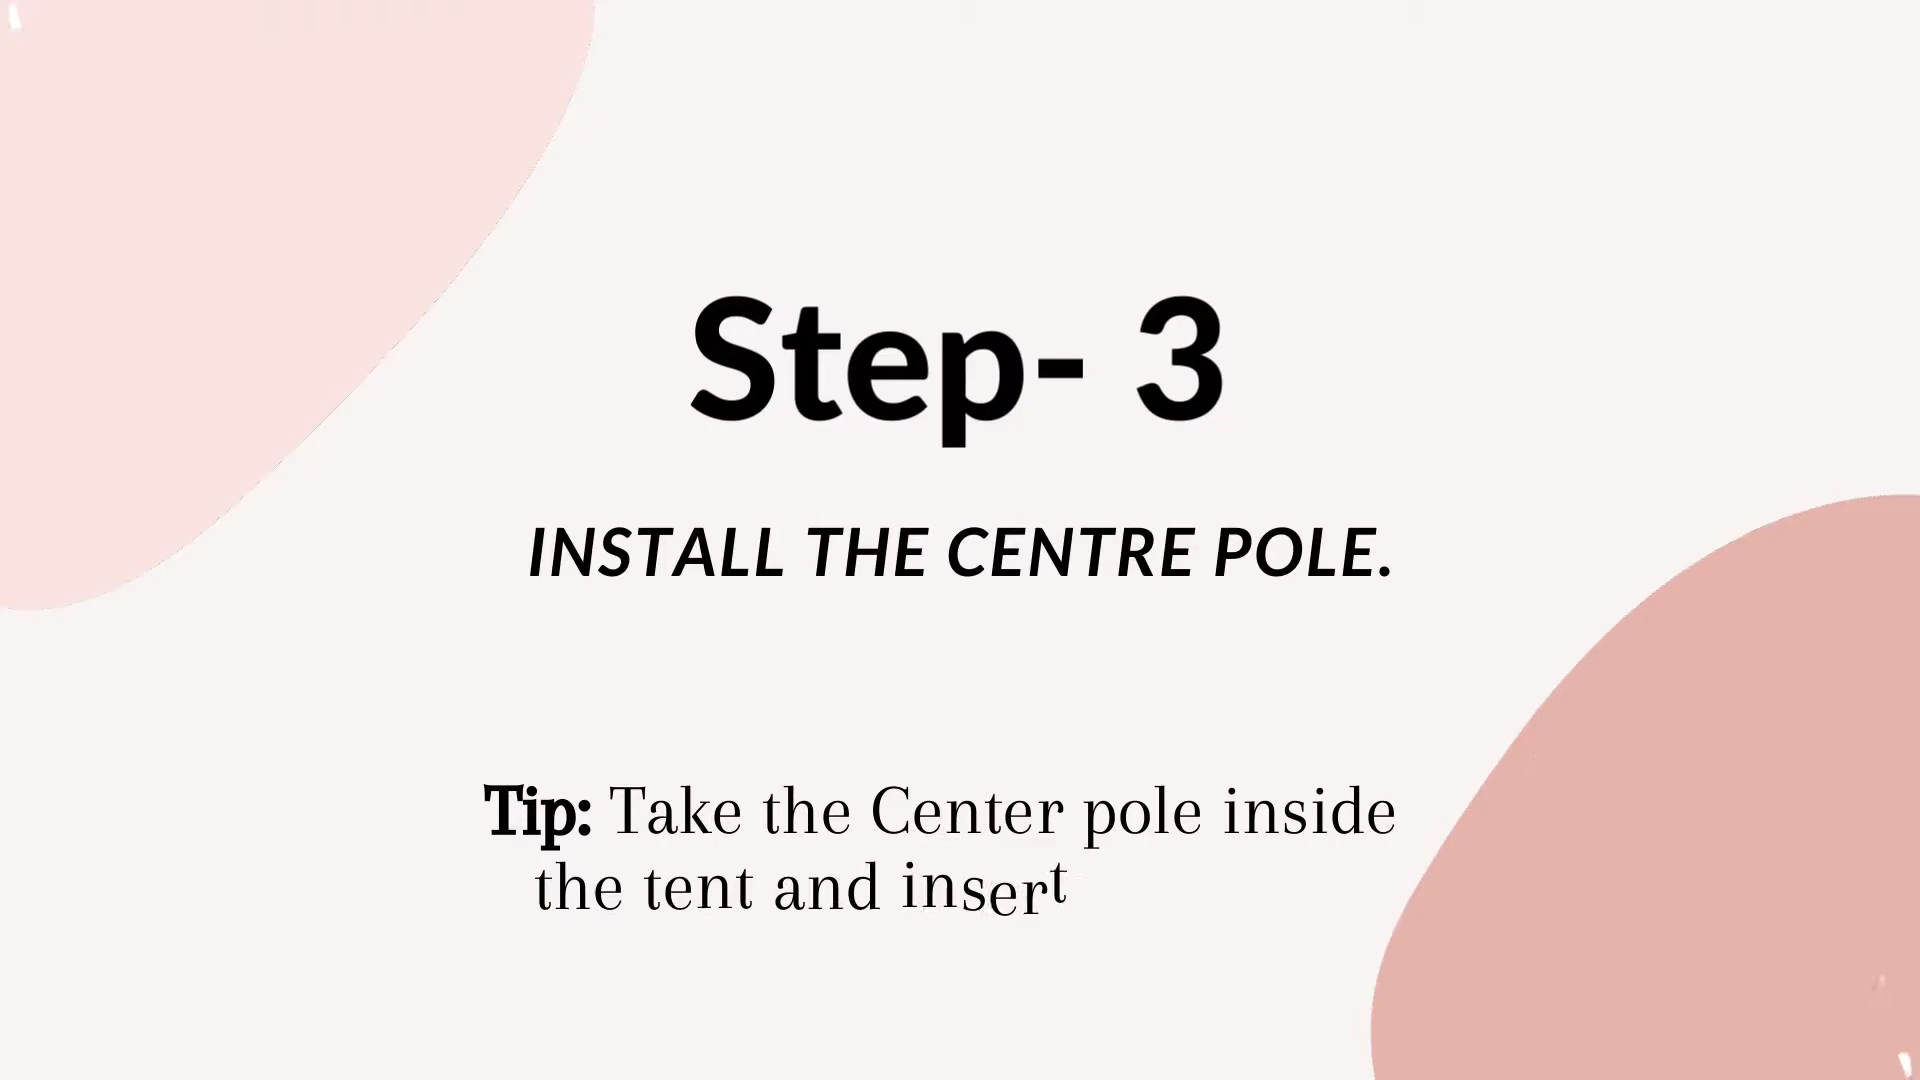 Step- 3
INSTALL THE CENTRE POLE.
Tip: Take the Center pole inside
the tent and insert